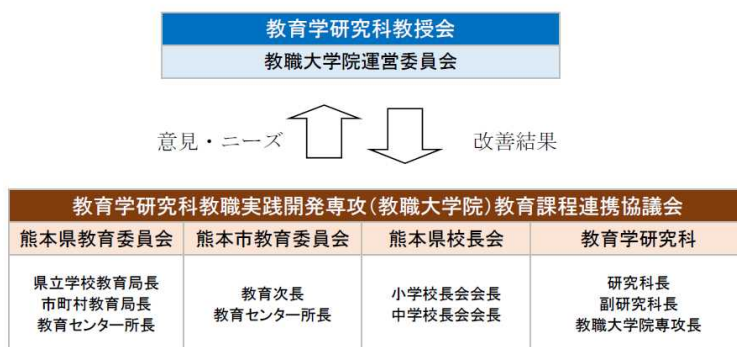 教育学研究科教授会
教職大学院運営委員会
意見・ニーズ
改善結果
教育学研究科教職実践開発専攻(教職大学院)教育課程連携協議会
熊本県教育委員会
熊本市教育委員会
熊本県校長会
教育学研究科
県立学校教育局長
市町村教育局長
教育センター所長
教育次長
教育センター所長
小学校長会会長
中学校長会会長
研究科長
副研究科長
教職大学院専攻長